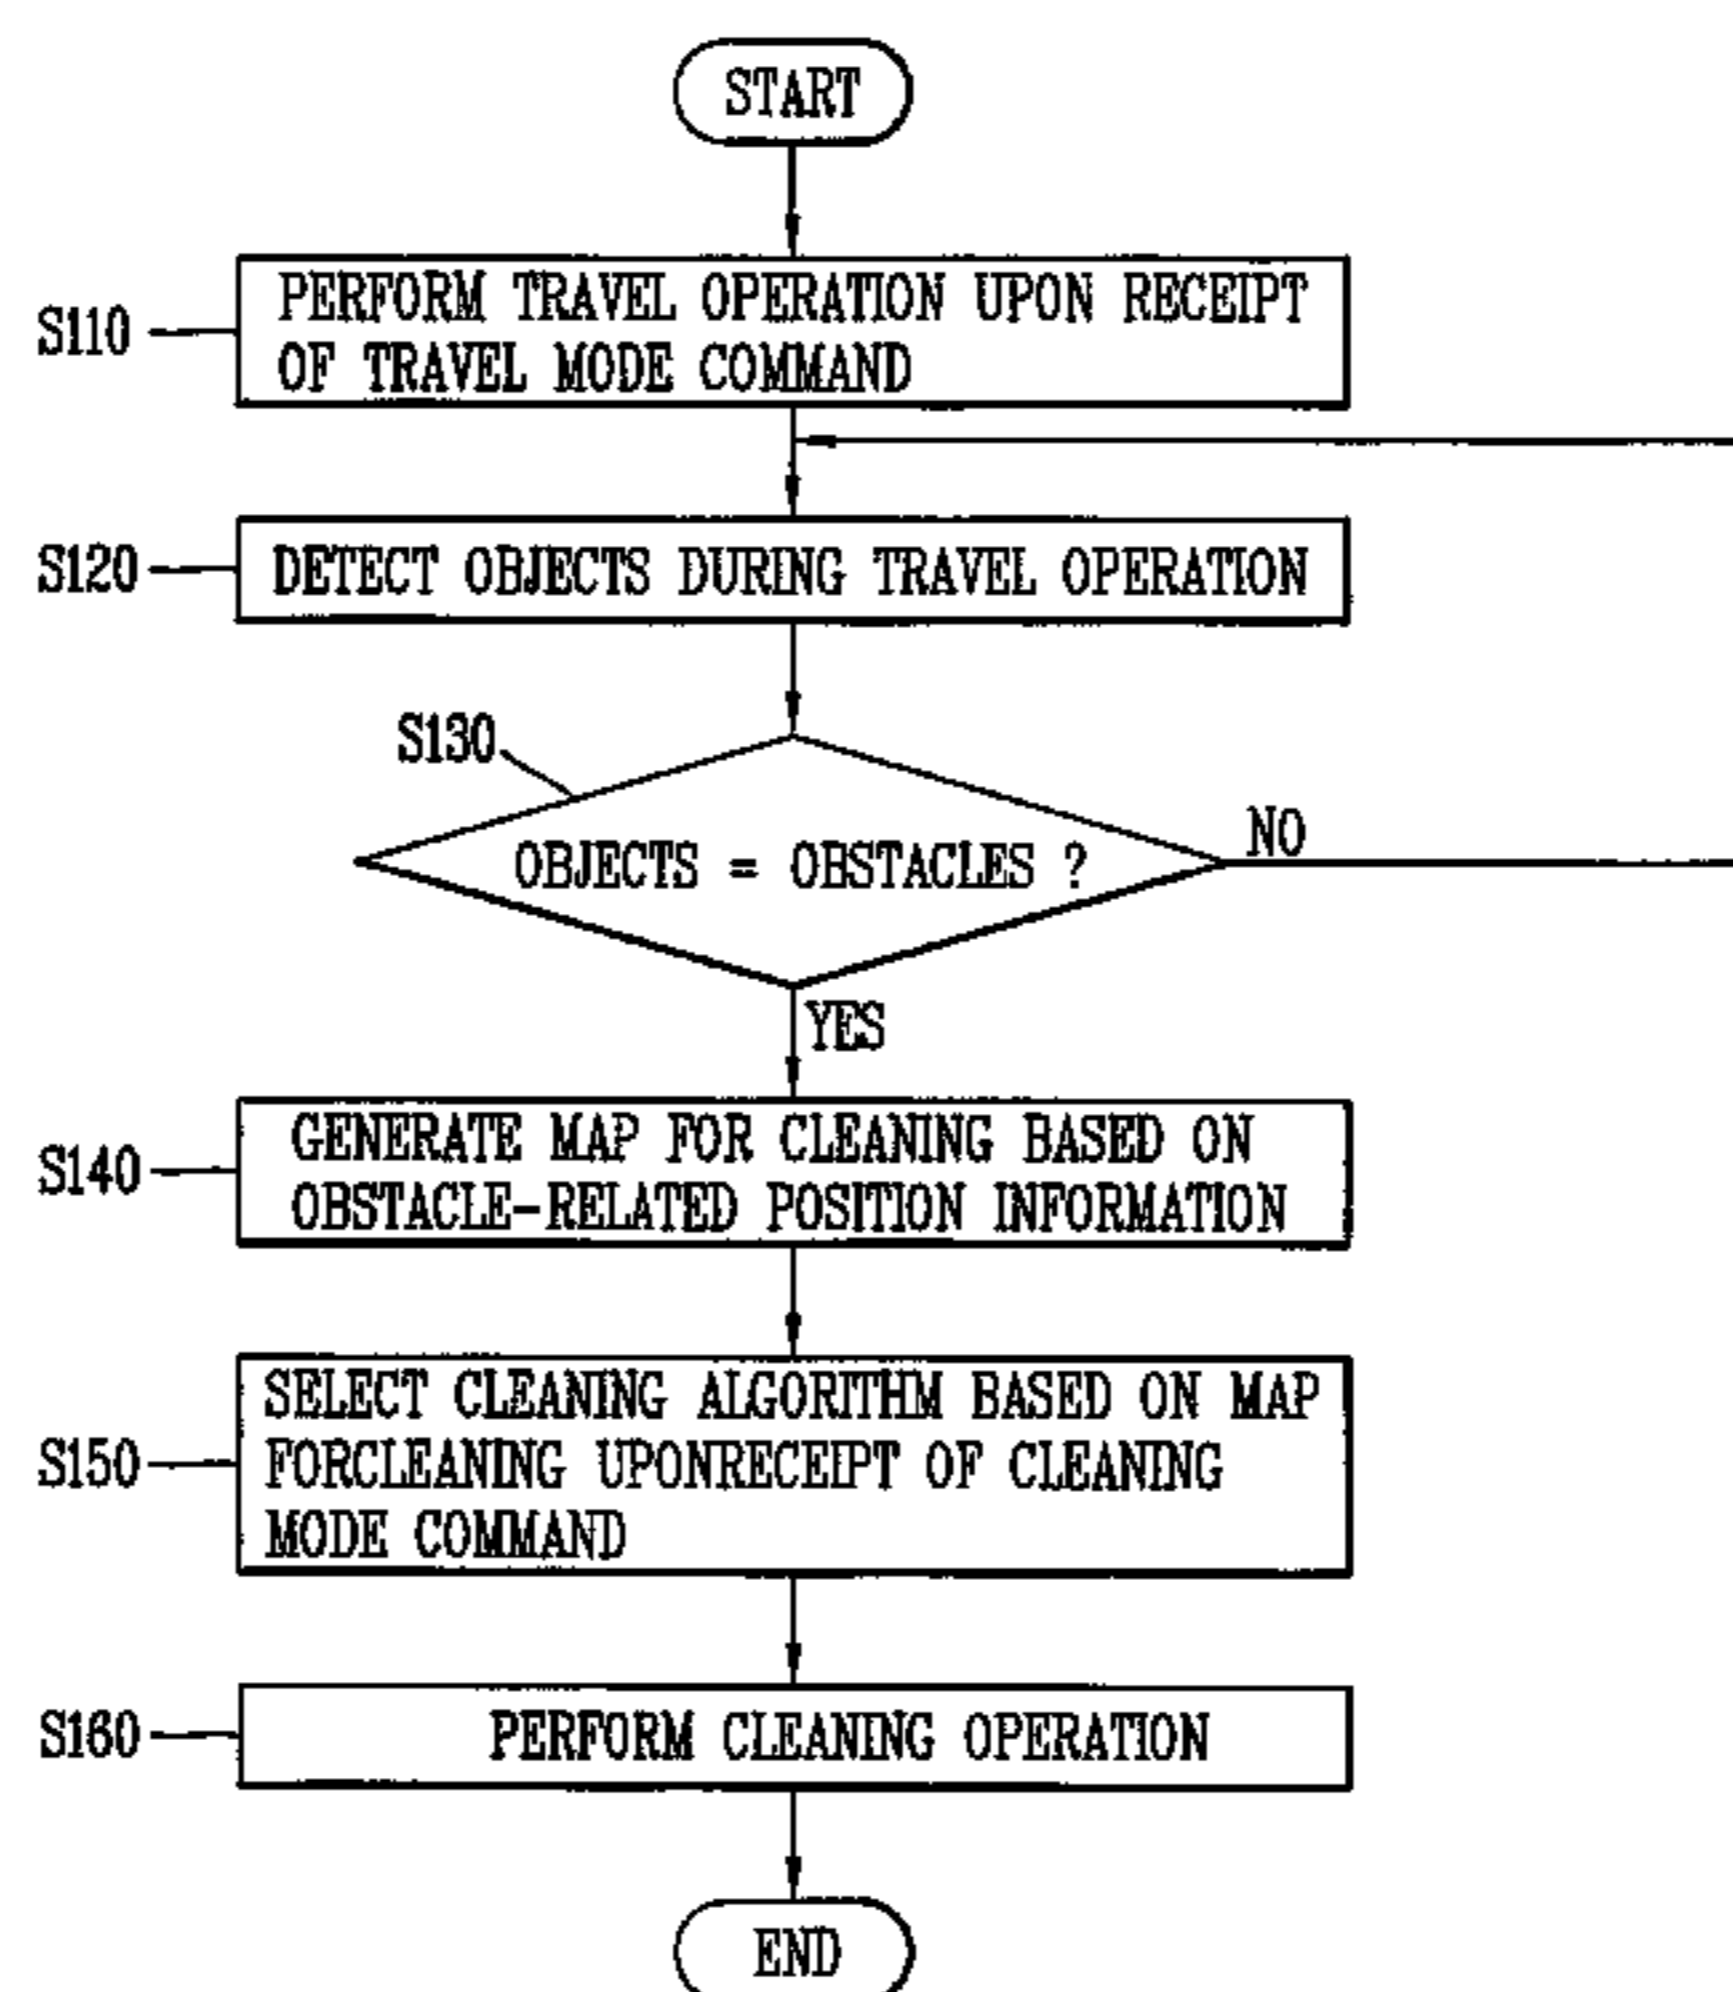 START
S110
PERFORM TRAVEL OPERATION UPON RECEIPT
OF TRAVEL MODE COMMAND
S120
DETECT OBJECTS DURING TRAVEL OPERATION
S130
OBJECTS = OBSTACLES ?
NO
YES
S140
GENERATE MAP FOR CLEANING BASED ON
OBSTACLE-RELATED POSITION INFORMATION
S150
SELECT CLEANING ALGORITHM BASED ON MAP
FORCLEANING UPONRECEIPT OF CLEANING
MODE COMMAND
S160
PERFORM CLEANING OPERATION
END